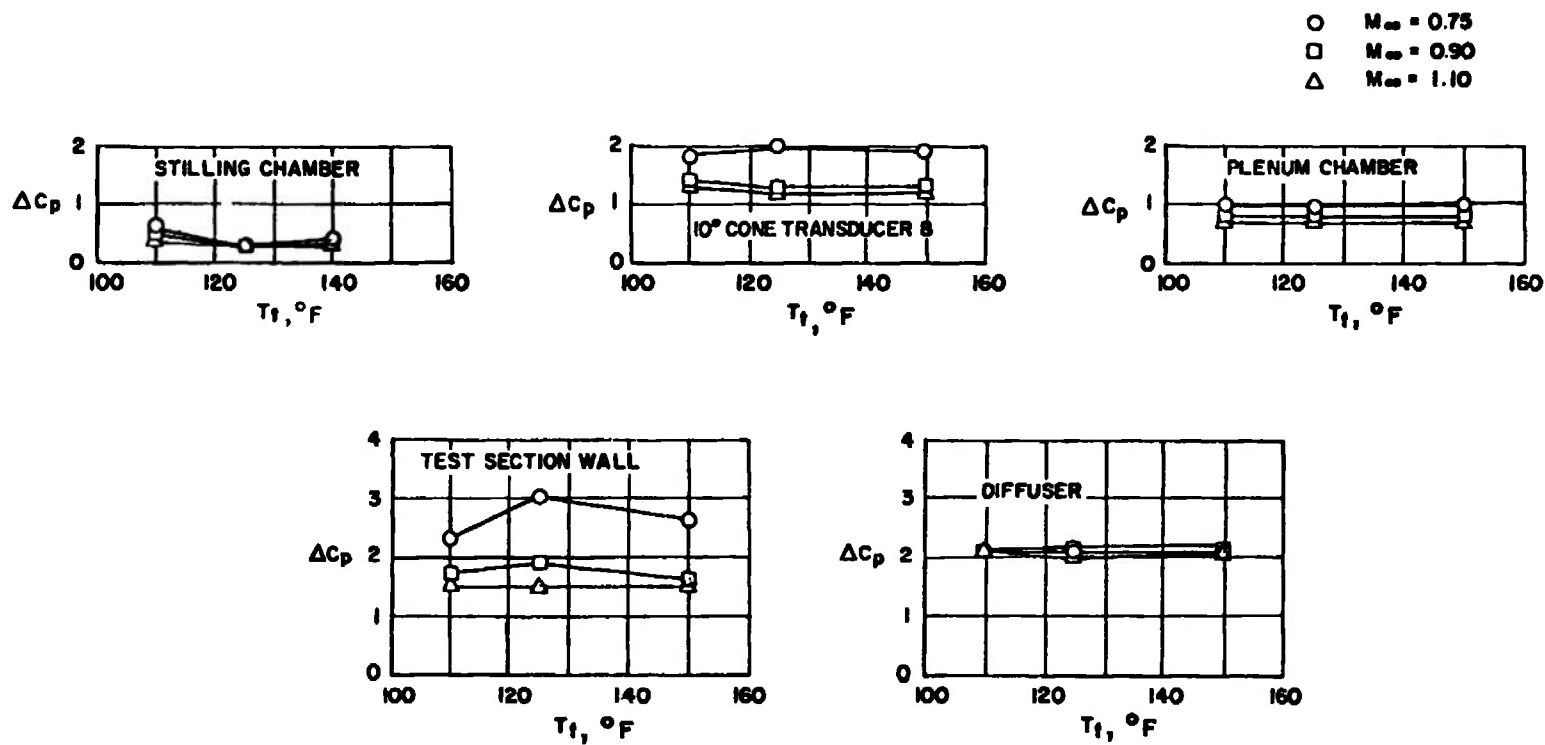 M∞ = 0.75
M∞ = 0.90
M∞ = 1.10
2
STILLING CHAMBER
ΔCp 1
0
100 120 140 160
Tt, °F
2
ΔCp 1
10° CONE TRANSDUCER 8
0
100 120 140 160
Tt, °F
2
PLENUM CHAMBER
ΔCp 1
0
100 120 140 160
Tt, °F
4
TEST SECTION WALL
3
ΔCp 2
1
0
100 120 140 160
Tt, °F
4
3
DIFFUSER
ΔCp 2
1
0
100 120 140 160
Tt, °F